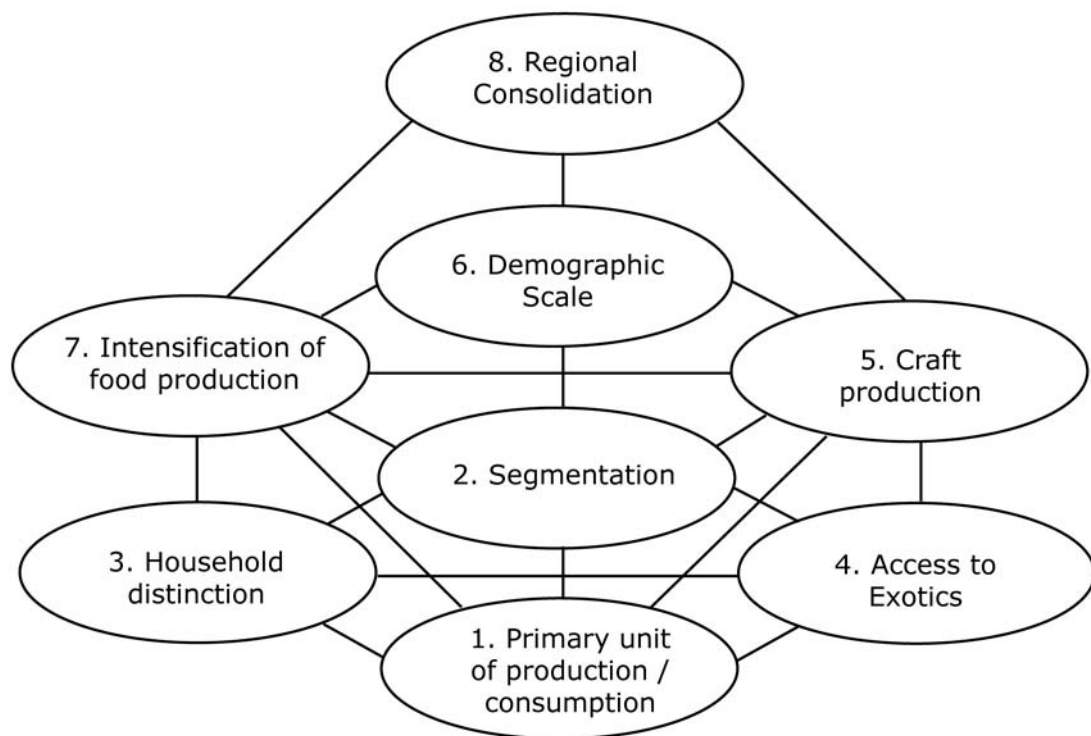 8. Regional
Consolidation
6. Demographic
Scale
7. Intensification of
food production
5. Craft
production
2. Segmentation
3. Household
distinction
4. Access to
Exotics
1. Primary unit
of production /
consumption